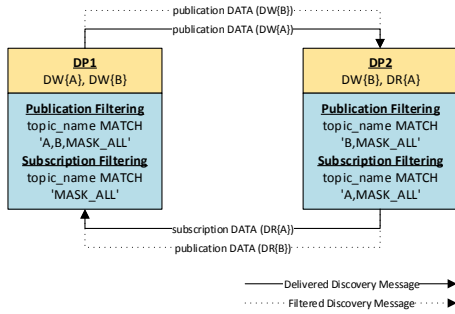 publication DATA (DW{B})
publication DATA (DW{A})
DP1
DW{A}, DW{B}
Publication Filtering
topic_name MATCH
'A,B,MASK_ALL'
Subscription Filtering
topic_name MATCH
'MASK_ALL'
DP2
DW{B}, DR{A}
Publication Filtering
topic_name MATCH
'B,MASK_ALL'
Subscription Filtering
topic_name MATCH
'A,MASK_ALL'
subscription DATA (DR{A})
publication DATA (DR{B})
Delivered Discovery Message
Filtered Discovery Message